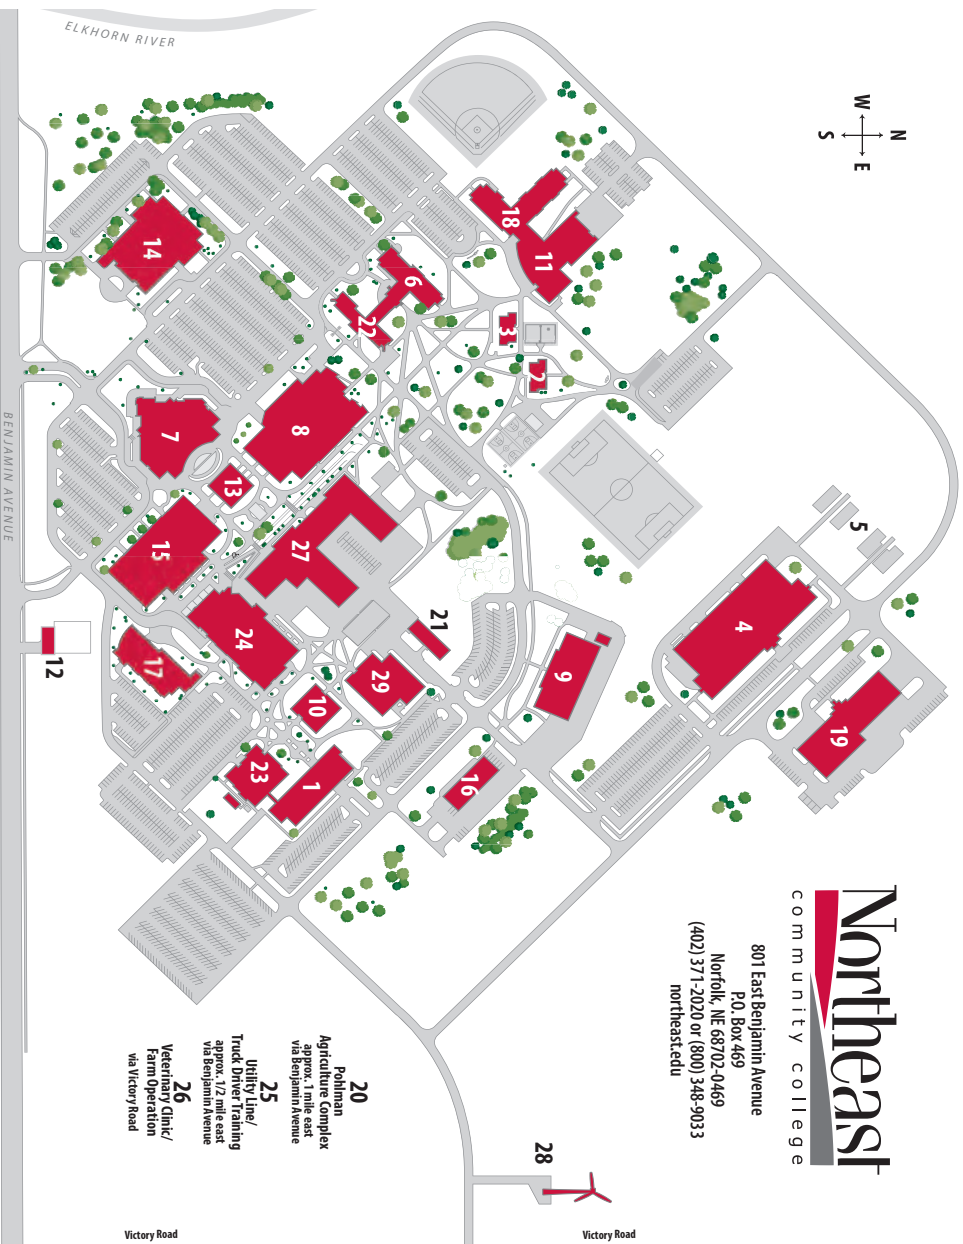 ELKHORN RIVER
BENJAMIN AVENUE
N
W
E
S
Northeast
community college
801 East Benjamin Avenue
P.O. Box 469
Norfolk, NE 68702-0469
(402) 371-2020 or (800) 348-9033
northeast.edu
14
18
11
6
22
3
2
8
7
13
15
27
5
4
19
9
21
24
17
12
29
10
23
1
16
28
20
Pohlman
Agriculture Complex
approx. 1 mile east
via Benjamin Avenue
25
Utility Line/
Truck Driver Training
approx. 1/2 mile east
via Benjamin Avenue
26
Veterinary Clinic/
Farm Operation
via Victory Road
Victory Road
Victory Road